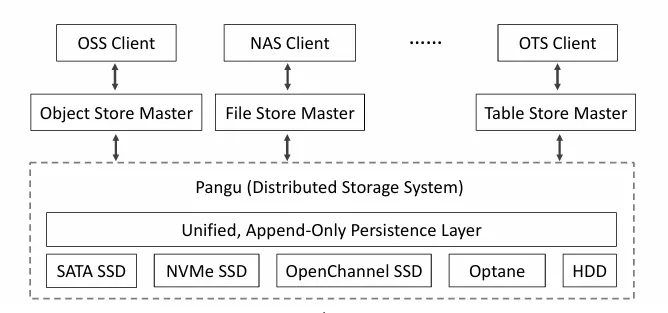 OSS Client
NAS Client
......
OTS Client
Object Store Master
File Store Master
Table Store Master
Pangu (Distributed Storage System)
Unified, Append-Only Persistence Layer
SATA SSD
NVMe SSD
OpenChannel SSD
Optane
HDD